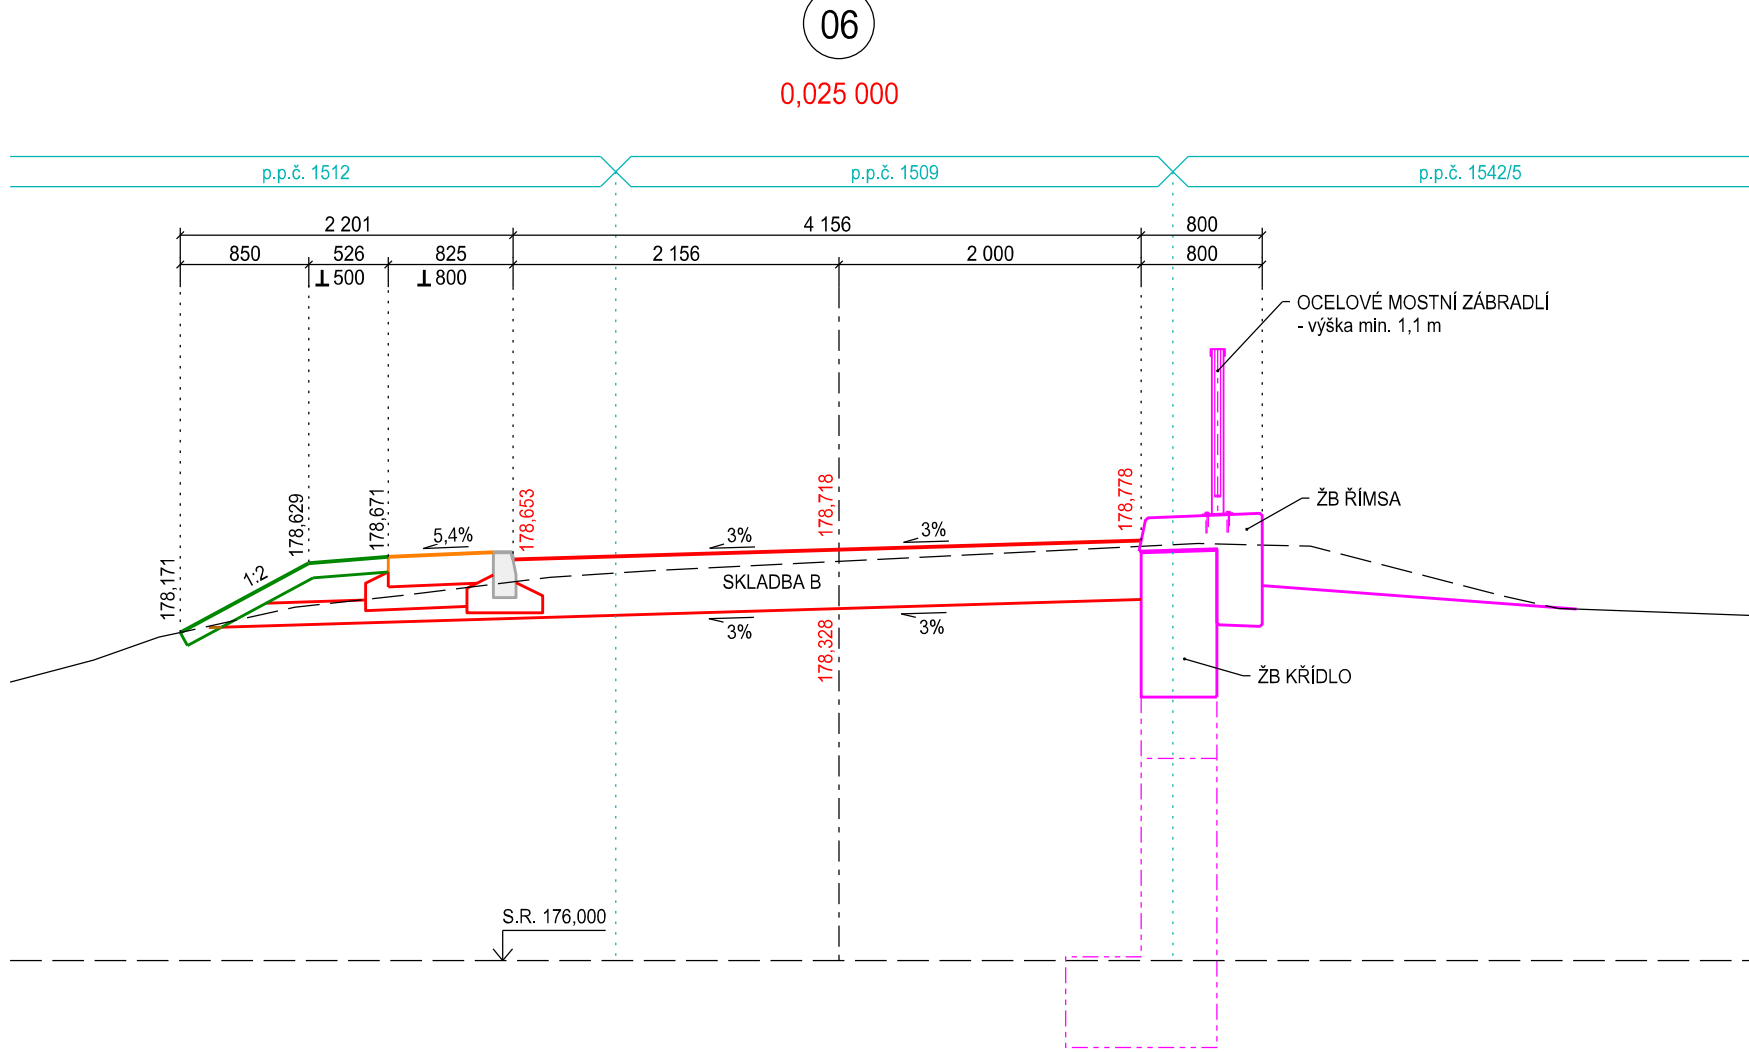 06
0,025 000
p.p.č. 1512
p.p.č. 1509
p.p.č. 1542/5
2 201
4 156
800
850
526
825
2 156
2 000
800
⊥ 500
⊥ 800
OCELOVÉ MOSTNÍ ZÁBRADLÍ
- výška min. 1,1 m
178,171
178,629
178,671
178,653
178,718
178,778
ŽB ŘÍMSA
1:2
5,4%
3%
3%
SKLADBA B
3%
3%
178,328
ŽB KŘÍDLO
S.R. 176,000